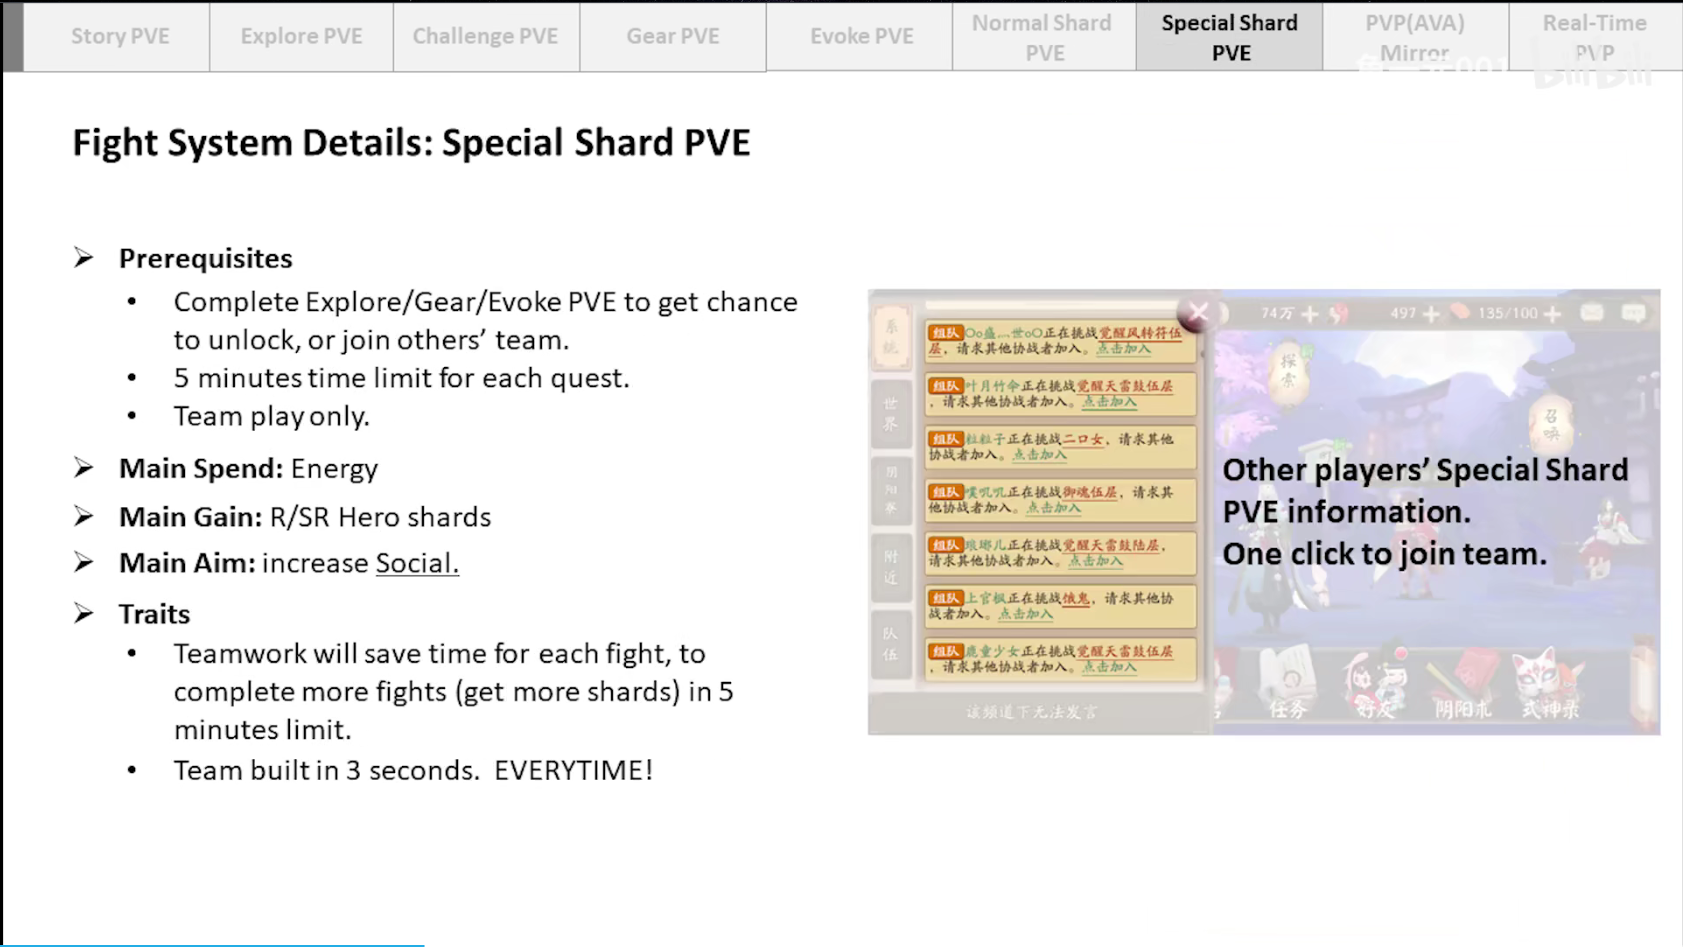 Story PVE
Explore PVE
Challenge PVE
Gear PVE
Evoke PVE
Normal Shard
PVE
Special Shard
PVE
PVP(AVA)
Mirror
Real-Time
PVP
bilibili
Fight System Details: Special Shard PVE
➢ Prerequisites
• Complete Explore/Gear/Evoke PVE to get chance
to unlock, or join others’ team.
• 5 minutes time limit for each quest.
• Team play only.
➢ Main Spend: Energy
➢ Main Gain: R/SR Hero shards
➢ Main Aim: increase Social.
➢ Traits
• Teamwork will save time for each fight, to
complete more fights (get more shards) in 5
minutes limit.
• Team built in 3 seconds.  EVERYTIME!
74万
497
135/100
系统
世界
阴阳寮
附近
队伍
组队 正在挑战觉醒风转符伍
层，请求其他协战者加入。点击加入
组队 叶月竹伞正在挑战觉醒天雷鼓伍层
，请求其他协战者加入。点击加入
组队 粒粒子正在挑战二口女，请求其他
协战者加入。点击加入
组队 噗叽叽正在挑战御魂伍层，请求其
他协战者加入。点击加入
组队 琅琊儿正在挑战觉醒天雷鼓陆层，
请求其他协战者加入。点击加入
组队 上官枫正在挑战饿鬼，请求其他协
战者加入。点击加入
组队 鹿童少女正在挑战觉醒天雷鼓伍层
，请求其他协战者加入。点击加入
该频道下无法发言
探索
召唤
Other players’ Special Shard
PVE information.
One click to join team.
任务
好友
阴阳术
式神录